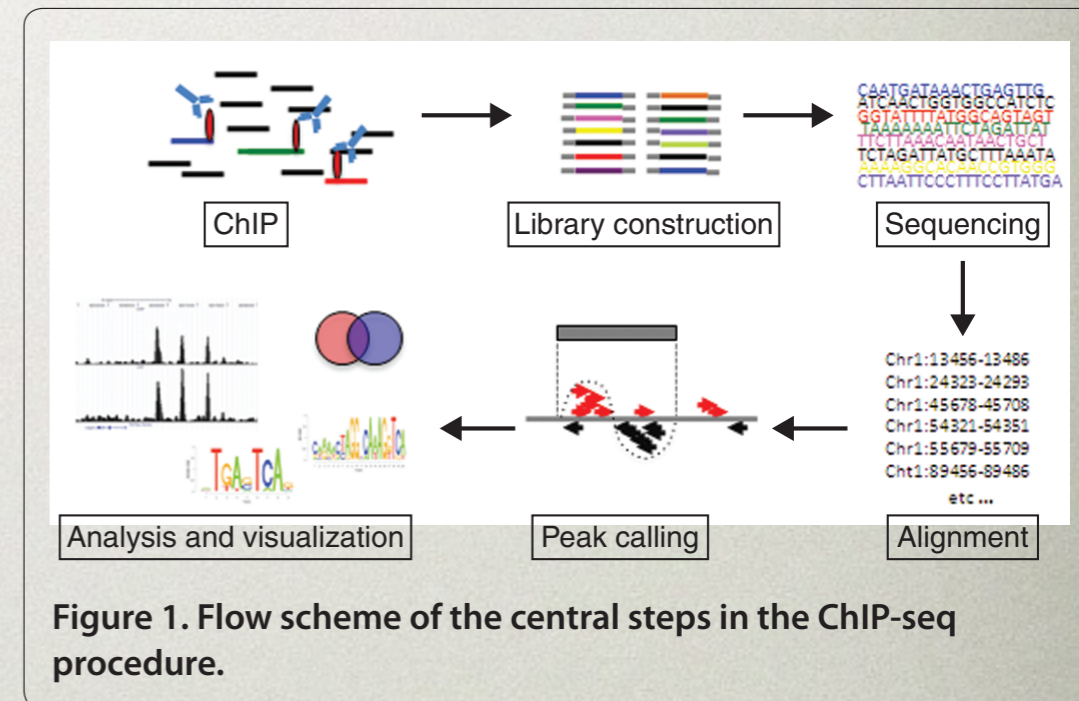 CAATGATAAACTGAGTTG
ATCAACTGGTGGCCATCTC
GGTATTTTATGGCAGTAGT
TAAAAAAATTCTAGATTAT
TTCTTAAACAATAACTGCT
TCTAGATTATGCTTTAAATA
AAAAGGCACAACCGTGGG
CTTAATTCCCTTTCCTTATGA
ChIP
Library construction
Sequencing
Chr1:13456-13486
Chr1:24323-24293
Chr1:45678-45708
Chr1:54321-54351
Chr1:55679-55709
Cht1:89456-89486
etc ...
Analysis and visualization
Peak calling
Alignment
Figure 1. Flow scheme of the central steps in the ChIP-seq
procedure.